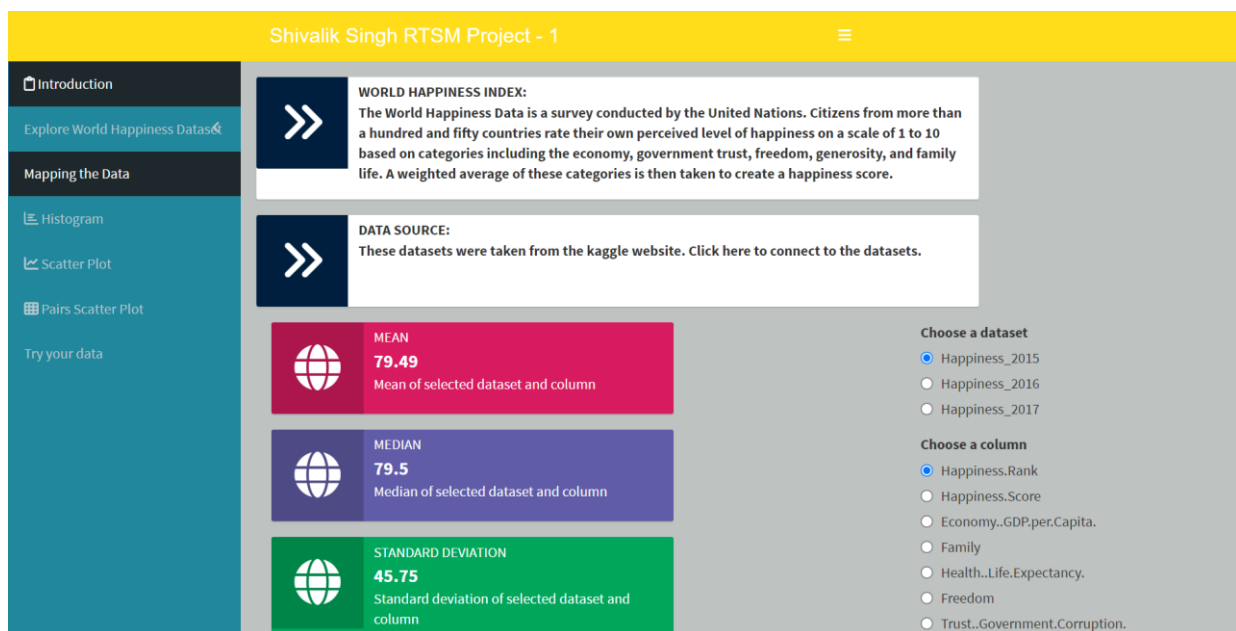 Shivalik Singh RTSM Project - 1
Introduction
Explore World Happiness Datase
Mapping the Data
Histogram
Scatter Plot
Pairs Scatter Plot
Try your data
WORLD HAPPINESS INDEX:
The World Happiness Data is a survey conducted by the United Nations. Citizens from more than
a hundred and fifty countries rate their own perceived level of happiness on a scale of 1 to 10
based on categories including the economy, government trust, freedom, generosity, and family
life. A weighted average of these categories is then taken to create a happiness score.
DATA SOURCE:
These datasets were taken from the kaggle website. Click here to connect to the datasets.
MEAN
79.49
Mean of selected dataset and column
MEDIAN
79.5
Median of selected dataset and column
STANDARD DEVIATION
45.75
Standard deviation of selected dataset and
column
Choose a dataset
Happiness_2015
Happiness_2016
Happiness_2017
Choose a column
Happiness.Rank
Happiness.Score
Economy..GDP.per.Capita.
Family
Health..Life.Expectancy.
Freedom
Trust..Government.Corruption.